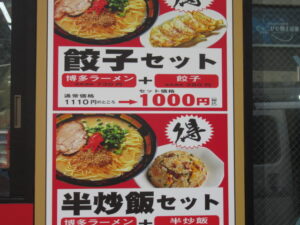 得
餃子セット
博多ラーメン + 餃子
通常価格
1110円のところ → セット価格 1000円
得
半炒飯セット
博多ラーメン + 半炒飯